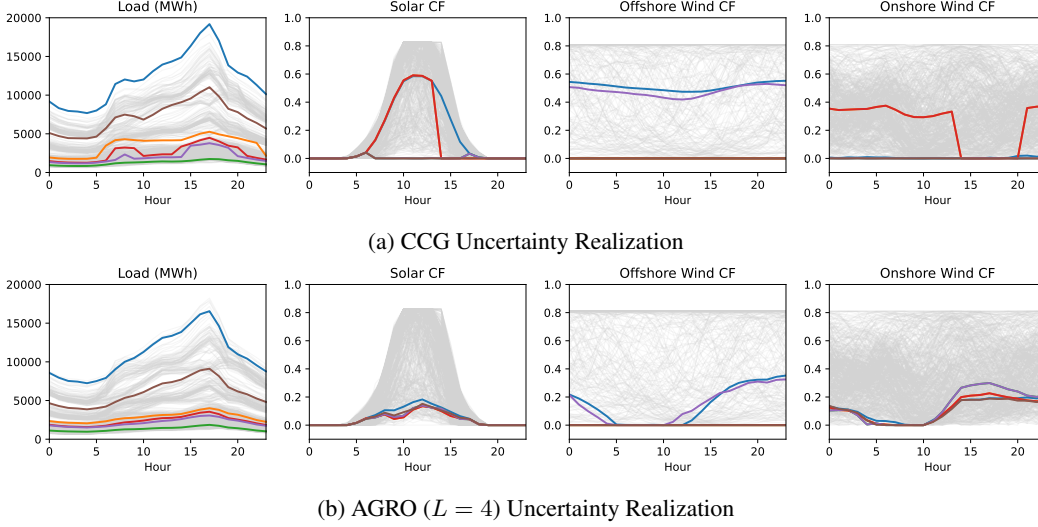 Load (MWh) Solar CF Offshore Wind CF Onshore Wind CF
20000 1.0 1.0 1.0
15000 0.8 0.8 0.8
10000 0.6 0.6 0.6
5000 0.4 0.4 0.4
0 0.2 0.2 0.2
0.0 0.0 0.0
0 5 10 15 20 0 5 10 15 20 0 5 10 15 20 0 5 10 15 20
Hour Hour Hour Hour
(a) CCG Uncertainty Realization
Load (MWh) Solar CF Offshore Wind CF Onshore Wind CF
20000 1.0 1.0 1.0
15000 0.8 0.8 0.8
10000 0.6 0.6 0.6
5000 0.4 0.4 0.4
0 0.2 0.2 0.2
0.0 0.0 0.0
0 5 10 15 20 0 5 10 15 20 0 5 10 15 20 0 5 10 15 20
Hour Hour Hour Hour
(b) AGRO (L = 4) Uncertainty Realization